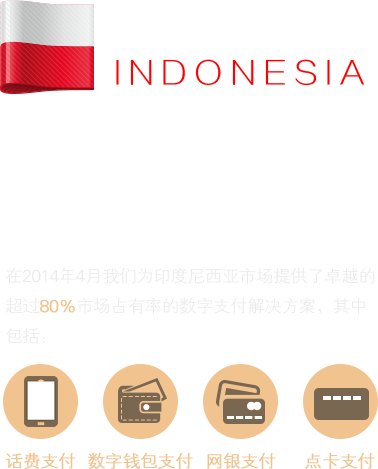 INDONESIA
在2014年4月我们为印度尼西亚市场提供了卓越的
超过80%市场占有率的数字支付解决方案，其中
包括：
话费支付 数字钱包支付 网银支付 点卡支付